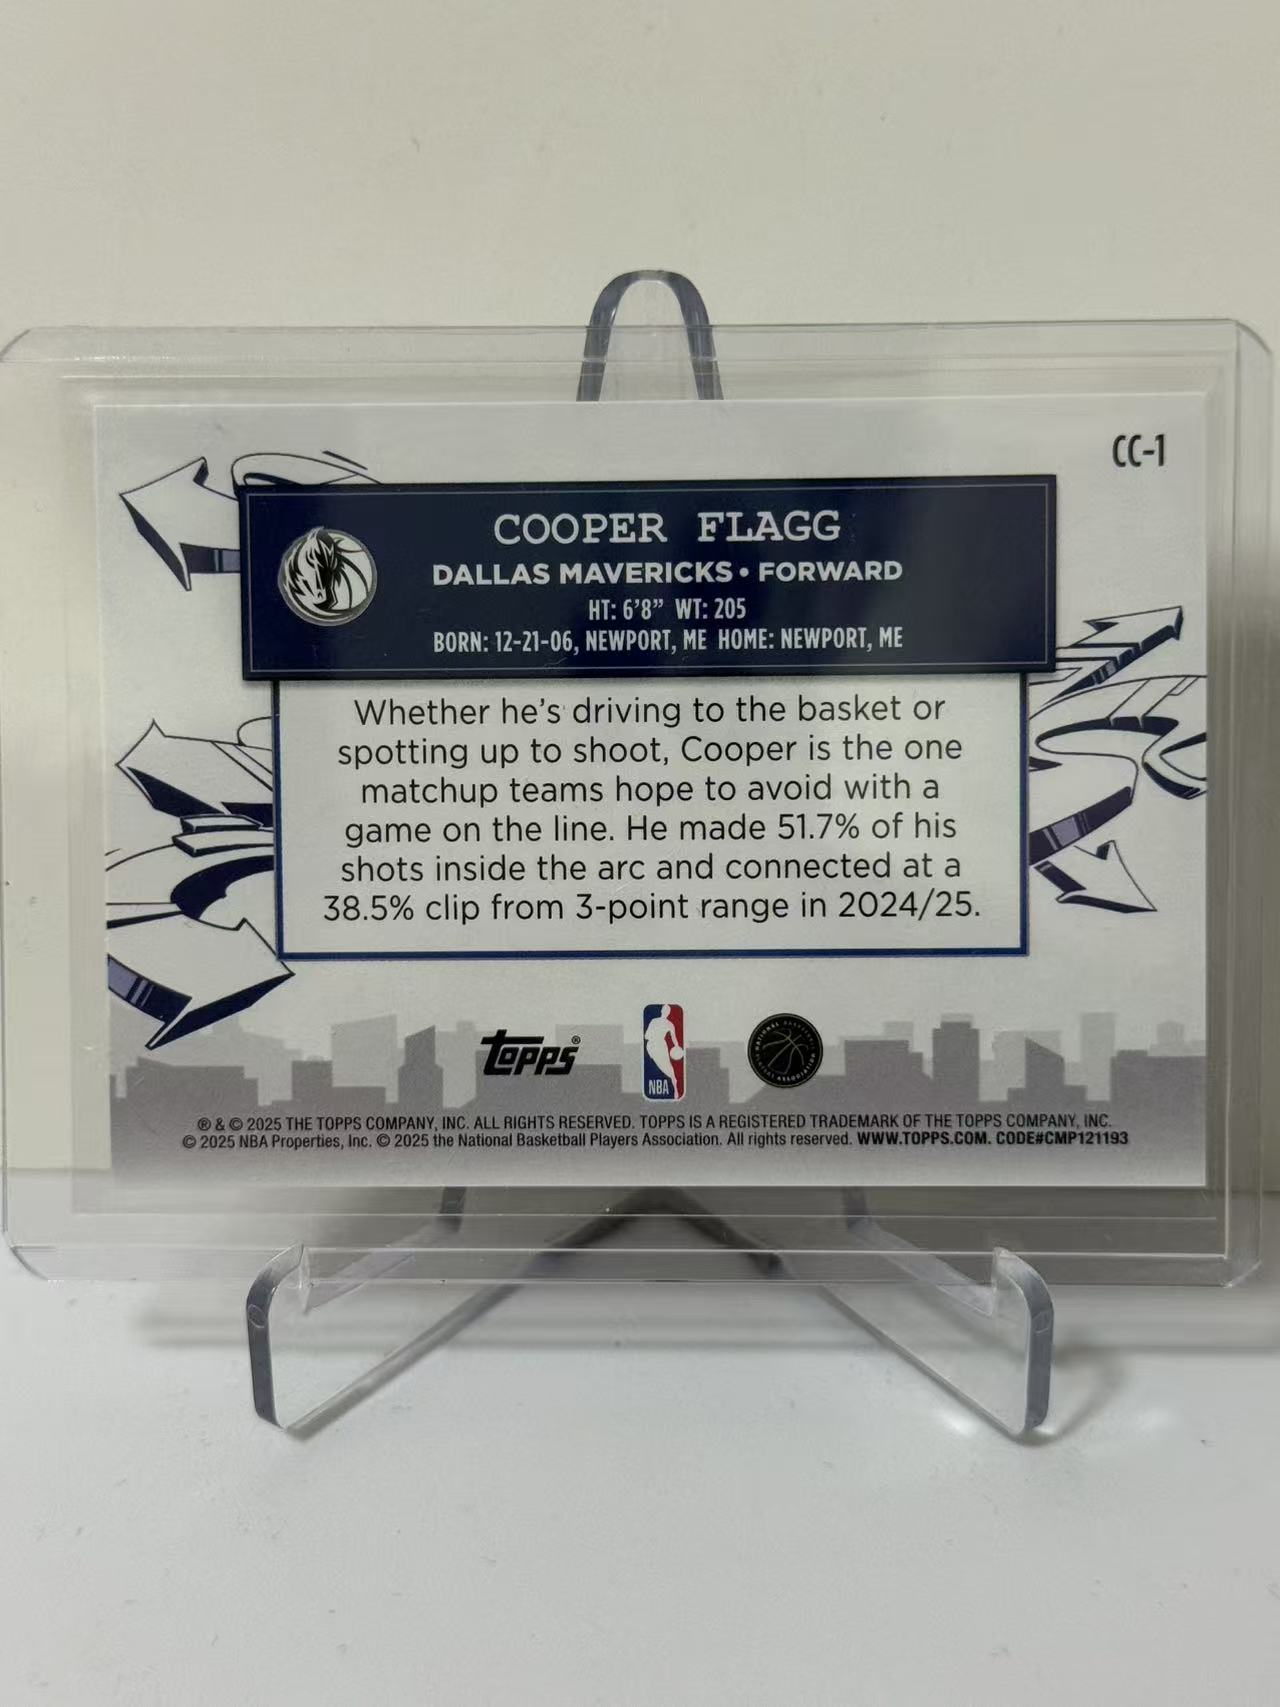 CC-1
COOPER FLAGG
DALLAS MAVERICKS • FORWARD
HT: 6'8" WT: 205
BORN: 12-21-06, NEWPORT, ME HOME: NEWPORT, ME
Whether he's driving to the basket or
spotting up to shoot, Cooper is the one
matchup teams hope to avoid with a
game on the line. He made 51.7% of his
shots inside the arc and connected at a
38.5% clip from 3-point range in 2024/25.
topps®
NBA
NATIONAL BASKETBALL
ASSOCIATION
® & © 2025 THE TOPPS COMPANY, INC. ALL RIGHTS RESERVED. TOPPS IS A REGISTERED TRADEMARK OF THE TOPPS COMPANY, INC.
© 2025 NBA Properties, Inc. © 2025 the National Basketball Players Association. All rights reserved. WWW.TOPPS.COM. CODE#CMP121193